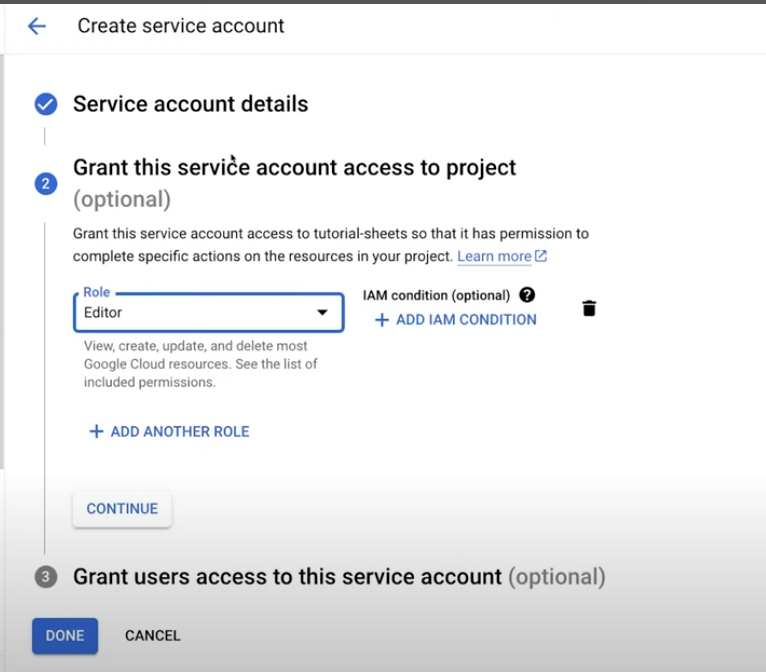 Create service account
Service account details
2
Grant this service account access to project
(optional)
Grant this service account access to tutorial-sheets so that it has permission to
complete specific actions on the resources in your project. Learn more
Role
Editor
IAM condition (optional) ?
+ ADD IAM CONDITION
View, create, update, and delete most
Google Cloud resources. See the list of
included permissions.
+ ADD ANOTHER ROLE
CONTINUE
3
Grant users access to this service account (optional)
DONE
CANCEL